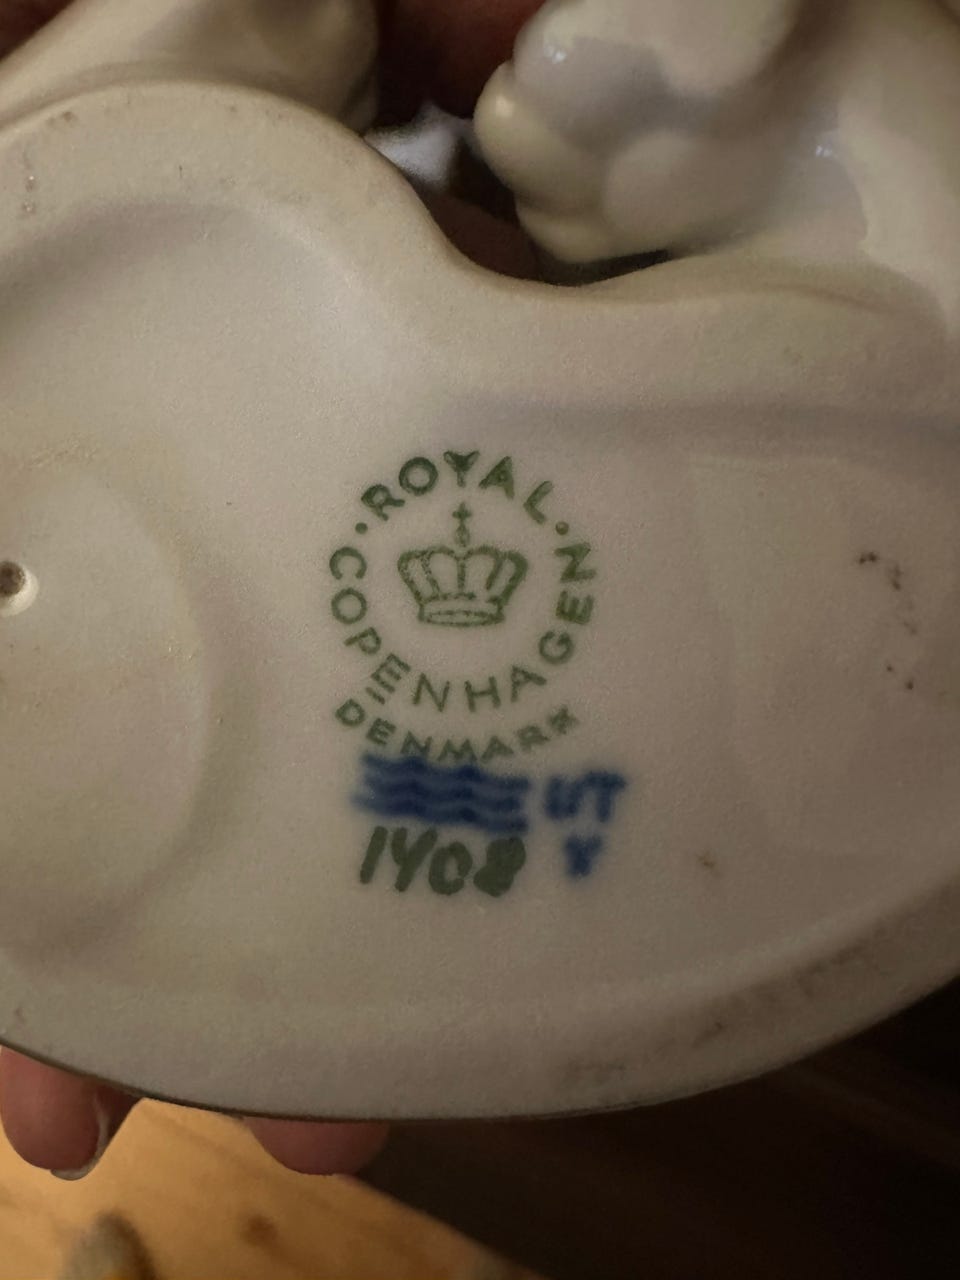 ROYAL
COPENHAGEN
DENMARK
1408